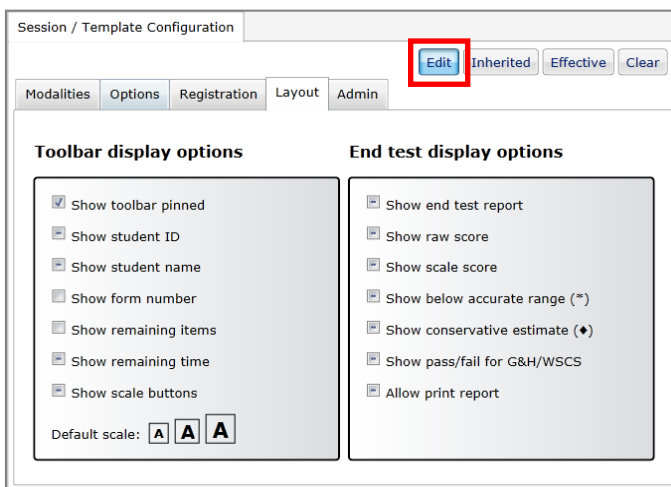 Session / Template Configuration
Edit Inherited Effective Clear
Modalities Options Registration Layout Admin
Toolbar display options
Show toolbar pinned
Show student ID
Show student name
Show form number
Show remaining items
Show remaining time
Show scale buttons
Default scale: A A A
End test display options
Show end test report
Show raw score
Show scale score
Show below accurate range (*)
Show conservative estimate (♦)
Show pass/fail for G&H/WSCS
Allow print report